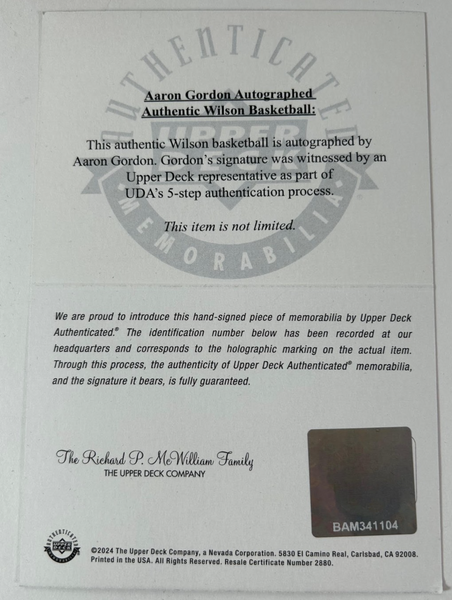 AUTHENTICATED
UPPER DECK
MEMORABILIA
Aaron Gordon Autographed
Authentic Wilson Basketball:
This authentic Wilson basketball is autographed by
Aaron Gordon. Gordon's signature was witnessed by an
Upper Deck representative as part of
UDA's 5-step authentication process.
This item is not limited.
We are proud to introduce this hand-signed piece of memorabilia by Upper Deck
Authenticated.® The identification number below has been recorded at our
headquarters and corresponds to the holographic marking on the actual item.
Through this process, the authenticity of Upper Deck Authenticated® memorabilia,
and the signature it bears, is fully guaranteed.
The Richard P. McWilliam Family
THE UPPER DECK COMPANY
BAM341104
AUTHENTICATED
UPPER DECK
MEMORABILIA
©2024 The Upper Deck Company, a Nevada Corporation. 5830 El Camino Real, Carlsbad, CA 92008.
Printed in the USA. All Rights Reserved. Resale Certificate Number 2880.